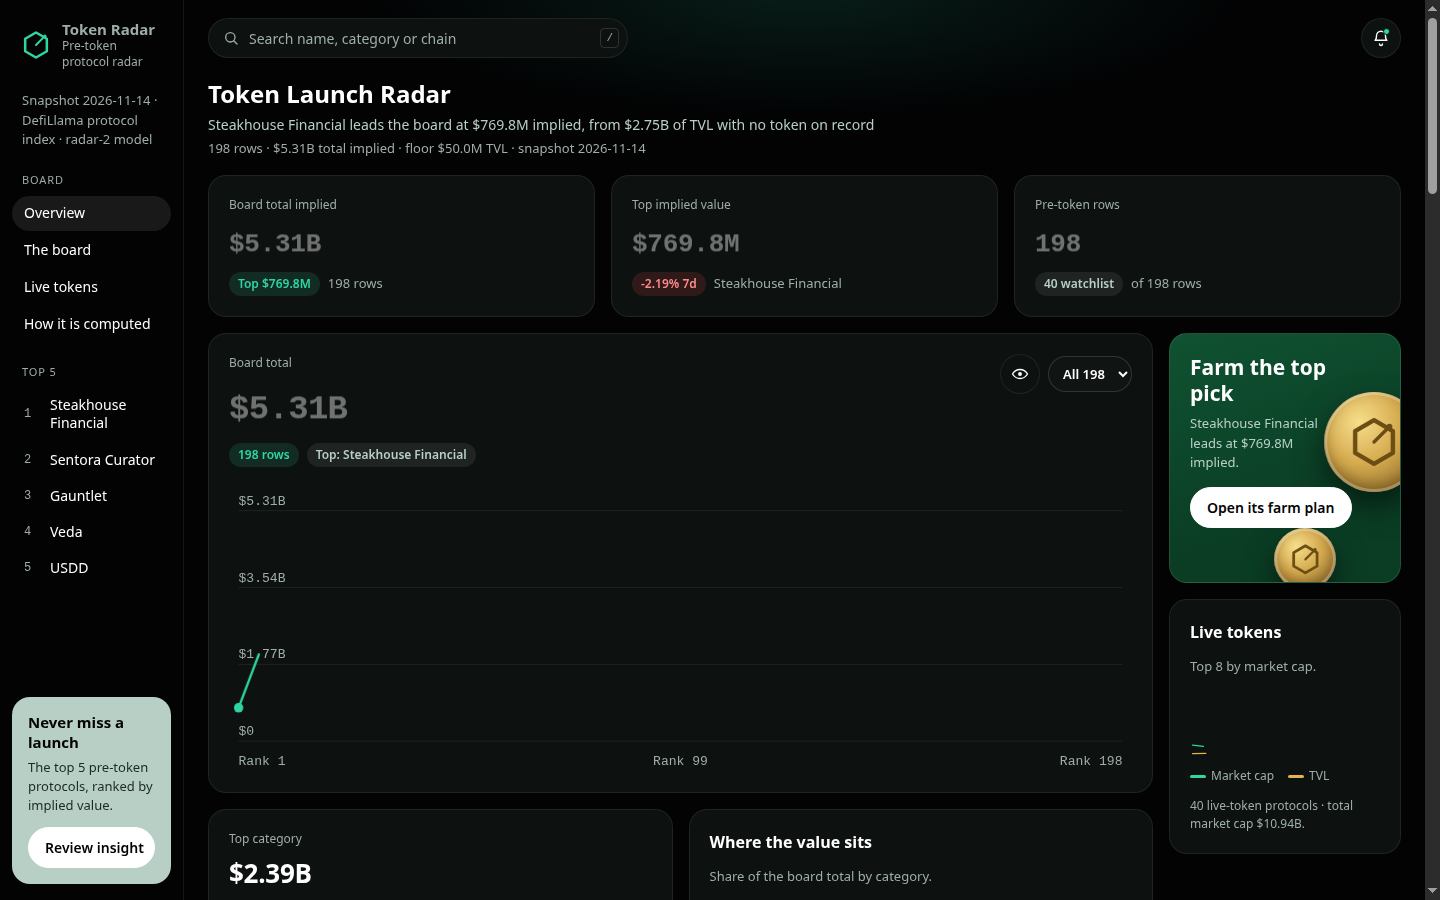 Token Radar
Pre-token
protocol radar
Snapshot 2026-11-14 ·
DefiLlama protocol
index · radar-2 model
BOARD
Overview
The board
Live tokens
How it is computed
TOP 5
1 Steakhouse
Financial
2 Sentora Curator
3 Gauntlet
4 Veda
5 USDD
Never miss a
launch
The top 5 pre-token
protocols, ranked by
implied value.
Review insight
Search name, category or chain
/
Token Launch Radar
Steakhouse Financial leads the board at $769.8M implied, from $2.75B of TVL with no token on record
198 rows · $5.31B total implied · floor $50.0M TVL · snapshot 2026-11-14
Board total implied
$5.31B
Top $769.8M 198 rows
Top implied value
$769.8M
-2.19% 7d Steakhouse Financial
Pre-token rows
198
40 watchlist of 198 rows
Board total
$5.31B
All 198
198 rows Top: Steakhouse Financial
$5.31B
$3.54B
$1.77B
$0
Rank 1 Rank 99 Rank 198
Farm the top
pick
Steakhouse Financial
leads at $769.8M
implied.
Open its farm plan
Live tokens
Top 8 by market cap.
Market cap TVL
40 live-token protocols · total
market cap $10.94B.
Top category
$2.39B
Where the value sits
Share of the board total by category.